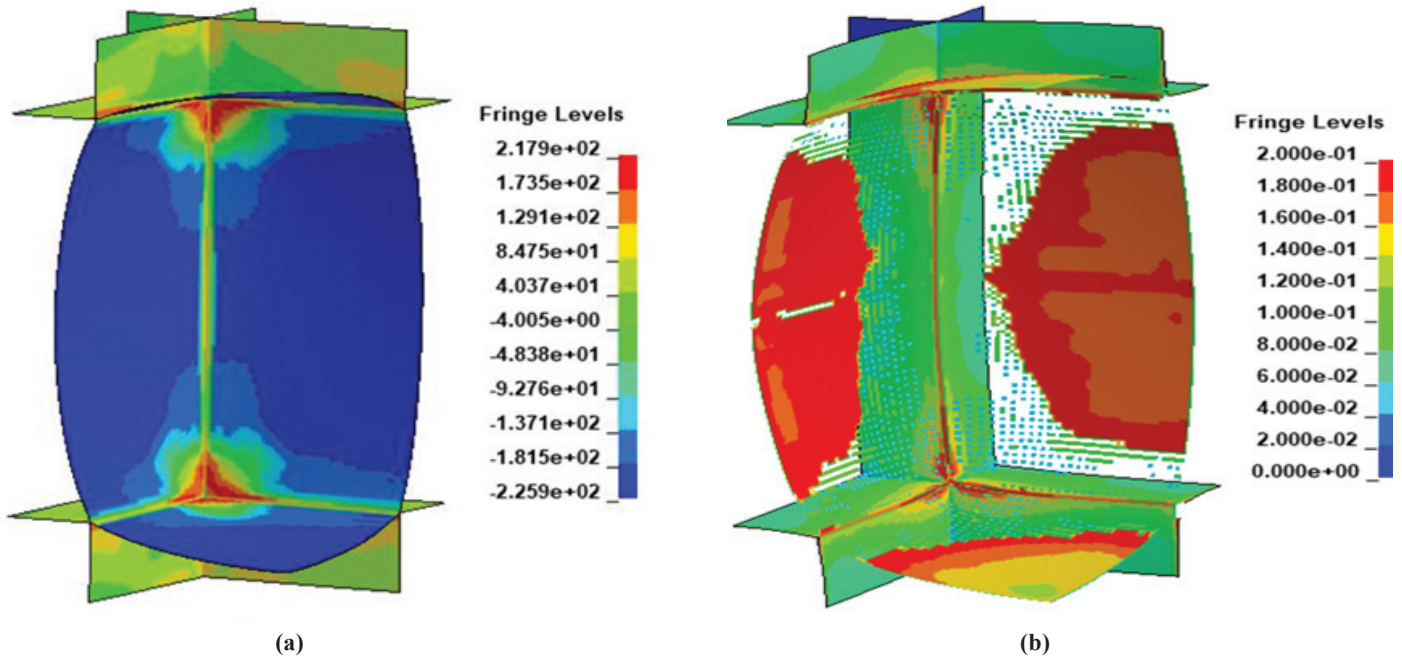 Fringe Levels
2.179e+02
1.735e+02
1.291e+02
8.475e+01
4.037e+01
-4.005e+00
-4.838e+01
-9.276e+01
-1.371e+02
-1.815e+02
-2.259e+02
(a)
Fringe Levels
2.000e-01
1.800e-01
1.600e-01
1.400e-01
1.200e-01
1.000e-01
8.000e-02
6.000e-02
4.000e-02
2.000e-02
0.000e+00
(b)